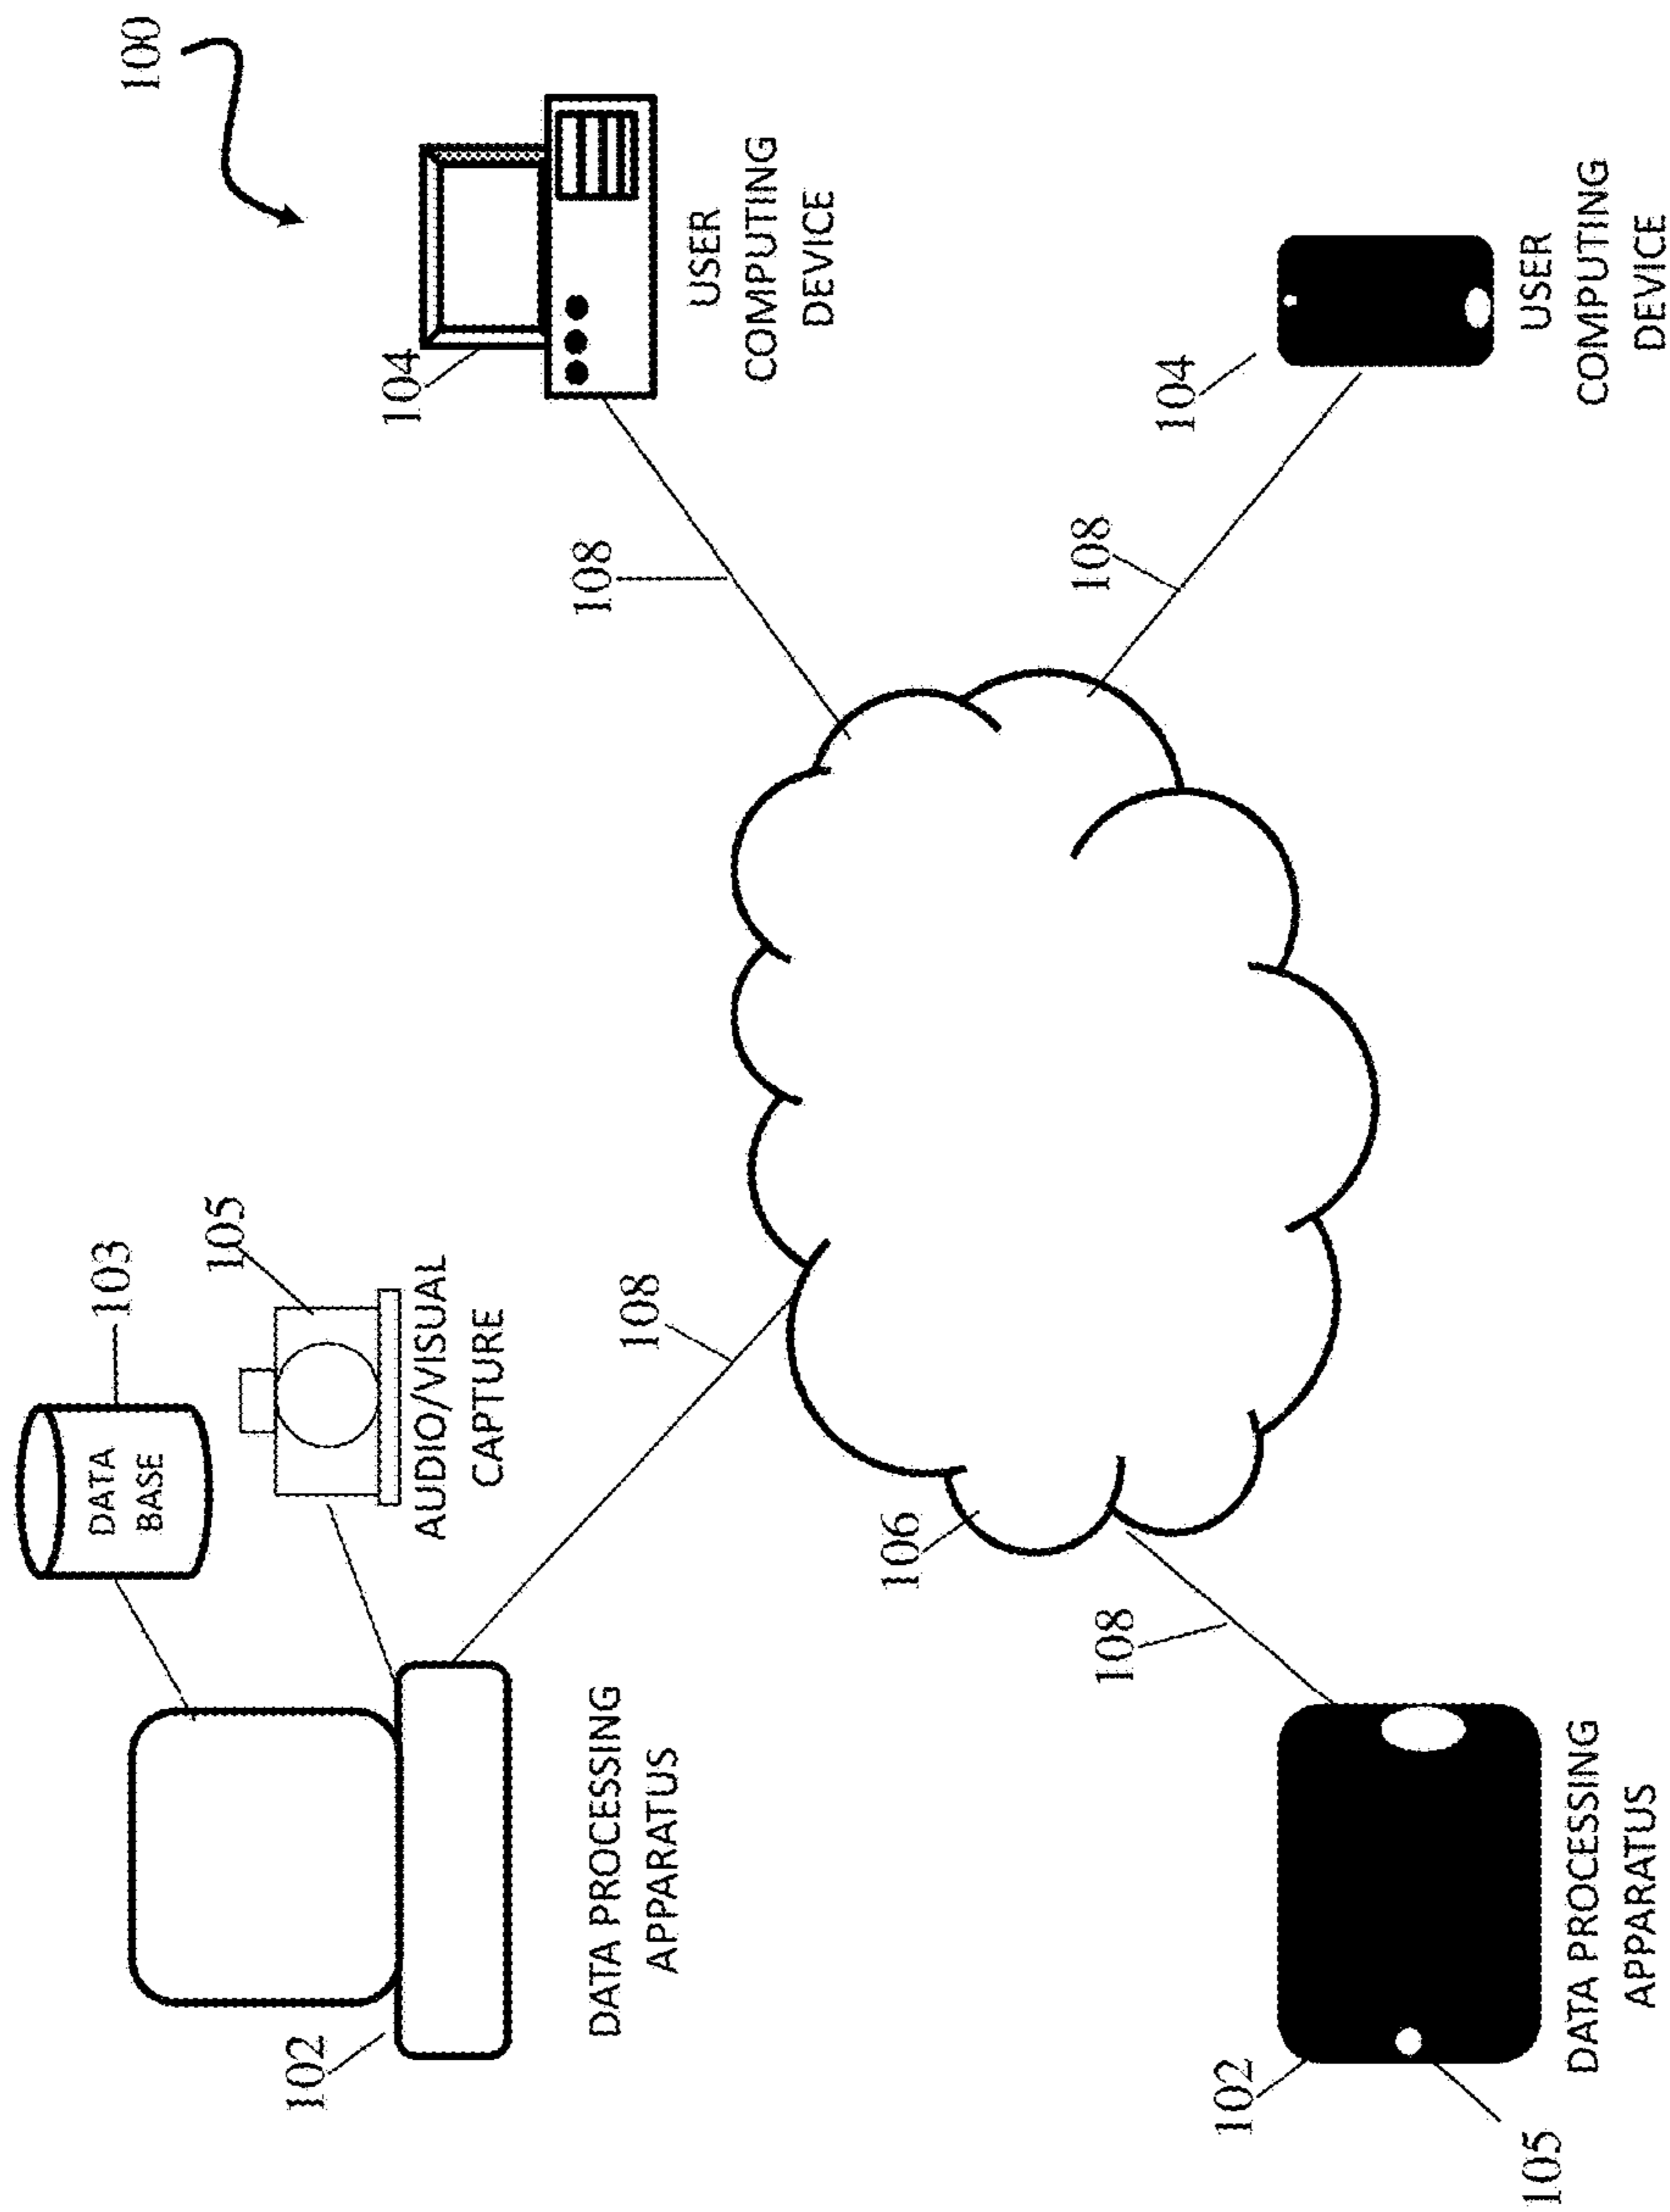 100
103
DATA
BASE
105
AUDIO/VISUAL
CAPTURE
102
DATA PROCESSING
APPARATUS
108
104
USER
COMPUTING
DEVICE
108
106
108
102
105
DATA PROCESSING
APPARATUS
108
104
USER
COMPUTING
DEVICE